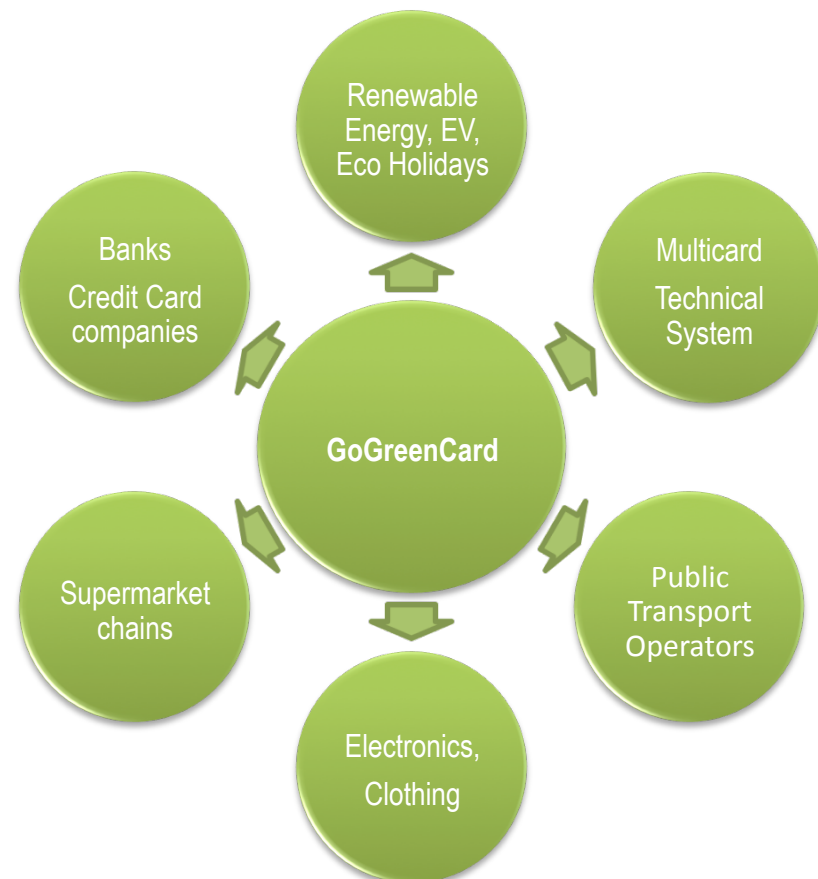 Renewable
Energy, EV,
Eco Holidays
Banks
Credit Card
companies
Multicard
Technical
System
GoGreenCard
Supermarket
chains
Public
Transport
Operators
Electronics,
Clothing